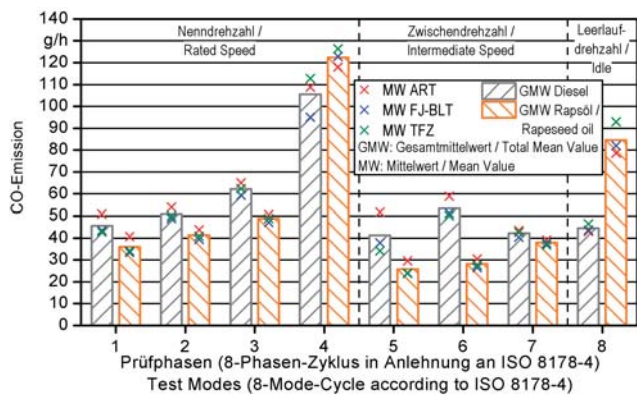 140
g/h
120
110
100
90
80
70
60
50
40
30
20
10
0
CO-Emission
Nenndrehzahl /
Rated Speed
Zwischendrehzahl /
Intermediate Speed
Leerlauf-
drehzahl /
Idle
MW ART
MW FJ-BLT
MW TFZ
GMW Diesel
GMW Rapsöl /
Rapeseed oil
GMW: Gesamtmittelwert / Total Mean Value
MW: Mittelwert / Mean Value
1 2 3 4 5 6 7 8
Prüfphasen (8-Phasen-Zyklus in Anlehnung an ISO 8178-4)
Test Modes (8-Mode-Cycle according to ISO 8178-4)